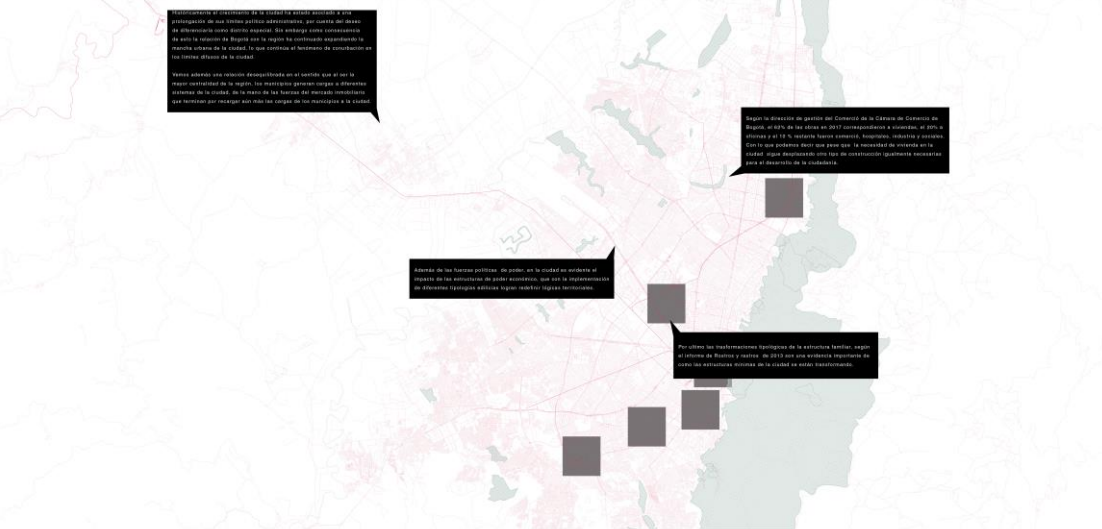 Históricamente el crecimiento de la ciudad ha estado asociado a una
prolongación de sus límites político administrativo, por cuenta del deseo
de diferenciarlo como distrito especial. Sin embargo como consecuencia
de esto la relación de Bogotá con la región ha continuado expandiendo la
mancha urbana de la ciudad, lo que continúa el fenómeno de conurbación en
los límites difusos de la ciudad.
Vemos además una relación desequilibrada en el sentido que al ser la
mayor centralidad de la región, los municipios generan cargas a diferentes
sistemas de la ciudad, de la mano de las fuerzas del mercado inmobiliario
que terminan por recargar aún más las cargas de los municipios a la ciudad.
Según la dirección de gestión del Comerció de la Cámara de Comercio de
Bogotá, el 62% de las obras en 2017 correspondieron a viviendas, el 20% a
oficinas y el 18 % restante fueron comerció, hospitales, industria y sociales.
Con lo que podemos decir que pese que la necesidad de vivienda en la
ciudad sigue desplazando otro tipo de construcción igualmente necesarias
para el desarrollo de la ciudadanía.
Además de las fuerzas políticas de poder, en la ciudad es evidente el
impacto de las estructuras de poder económico, que con la implementación
de diferentes tipologías edilicias logran redefinir lógicas territoriales.
Por ultimo las trasformaciones tipológicas de la estructura familiar, según
el informe de Rostros y rastros de 2015 son una evidencia importante de
como las estructuras mínimas de la ciudad se están transformando.